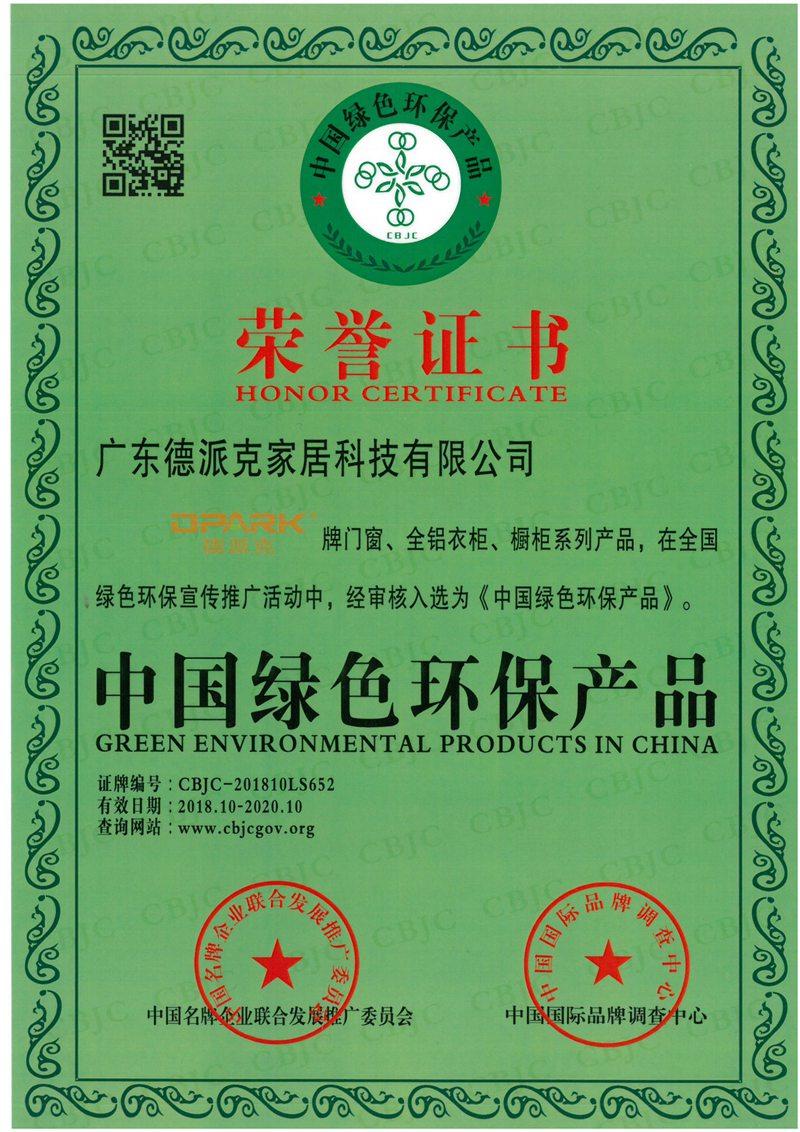 中国绿色环保产品
CBJC
荣誉证书
HONOR CERTIFICATE
广东德派克家居科技有限公司
DPARK
德派克
牌门窗、全铝衣柜、橱柜系列产品，在全国
绿色环保宣传推广活动中，经审核入选为《中国绿色环保产品》。
中国绿色环保产品
GREEN ENVIRONMENTAL PRODUCTS IN CHINA
证牌编号：CBJC-201810LS652
有效日期：2018.10-2020.10
查询网站：www.cbjcgov.org
中国名牌企业联合发展推广委员会
中国国际品牌调查中心
中国名牌企业联合发展推广委员会
中国国际品牌调查中心